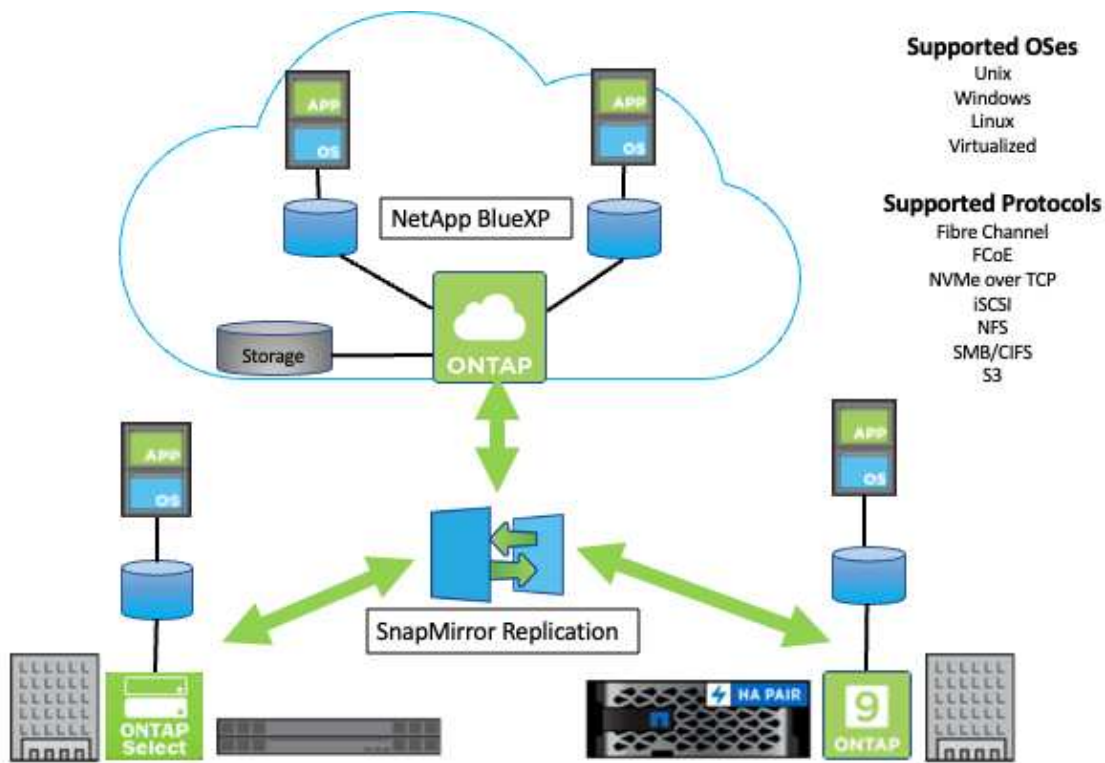 Supported OSes
Unix
Windows
Linux
Virtualized
Supported Protocols
Fibre Channel
FCoE
NVMe over TCP
iSCSI
NFS
SMB/CIFS
S3
APP
OS
APP
OS
NetApp BlueXP
Storage
ONTAP
APP
OS
APP
OS
SnapMirror Replication
ONTAP
Select
HA PAIR
9
ONTAP